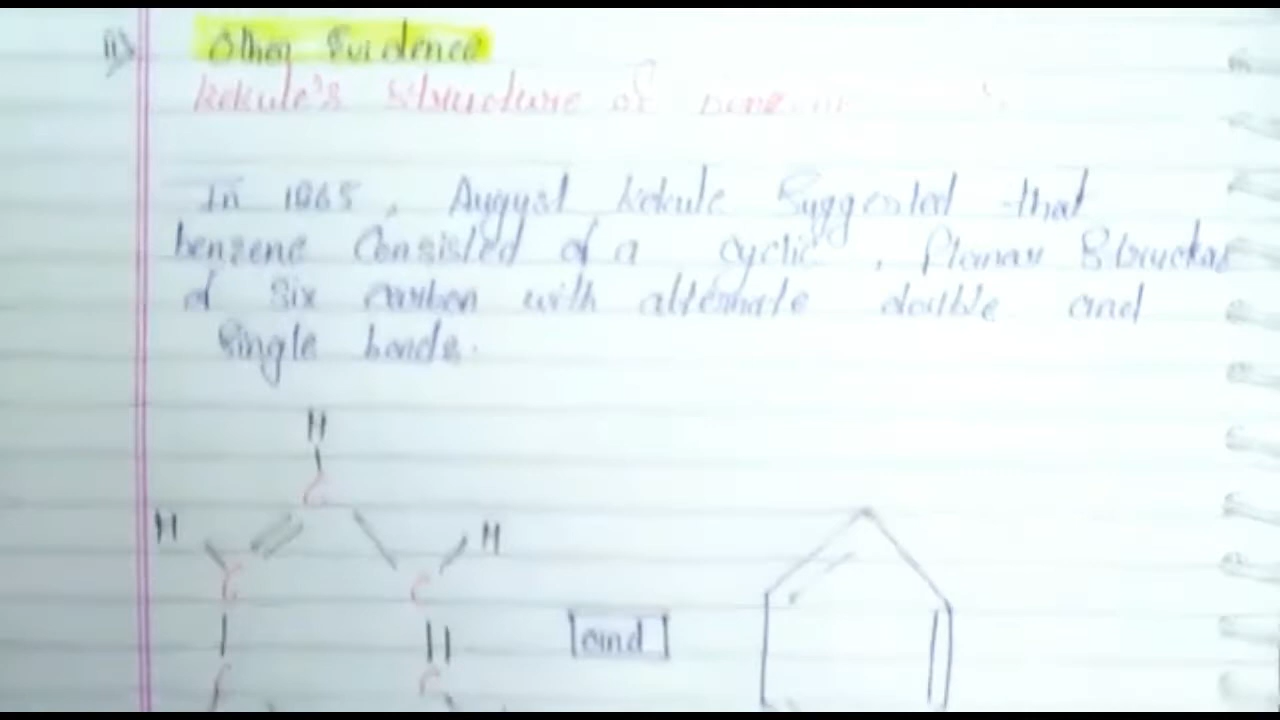 ii)
Other Evidence
Kekule's structure of benzene
In 1865, August kekule suggested that
benzene consisted of a cyclic, planar
of six carbon with alternate double and
single bonds.
H
C
H H
C C
and
C C